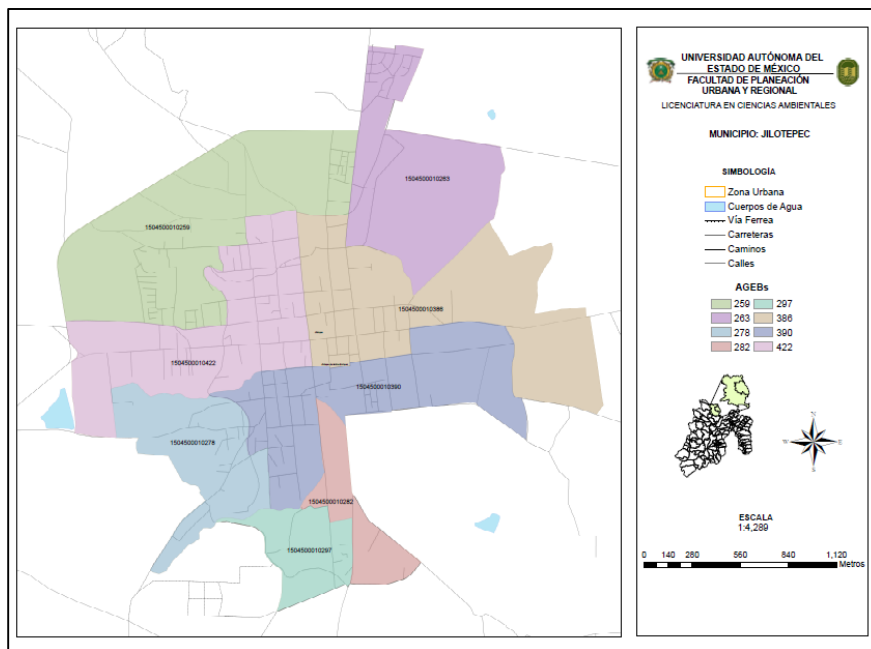 1504500010263
1504500010259
1504500010386
1504500010422
1504500010390
1504500010278
1504500010282
1504500010297
UNIVERSIDAD AUTÓNOMA DEL
ESTADO DE MÉXICO
FACULTAD DE PLANEACIÓN
URBANA Y REGIONAL
LICENCIATURA EN CIENCIAS AMBIENTALES
MUNICIPIO: JILOTEPEC
SIMBOLOGÍA
Zona Urbana
Cuerpos de Agua
Vía Ferrea
Carreteras
Caminos
Calles
AGEBs
259 297
263 386
278 390
282 422
N
ESCALA
1:4,289
0 140 280 560 840 1,120
Metros